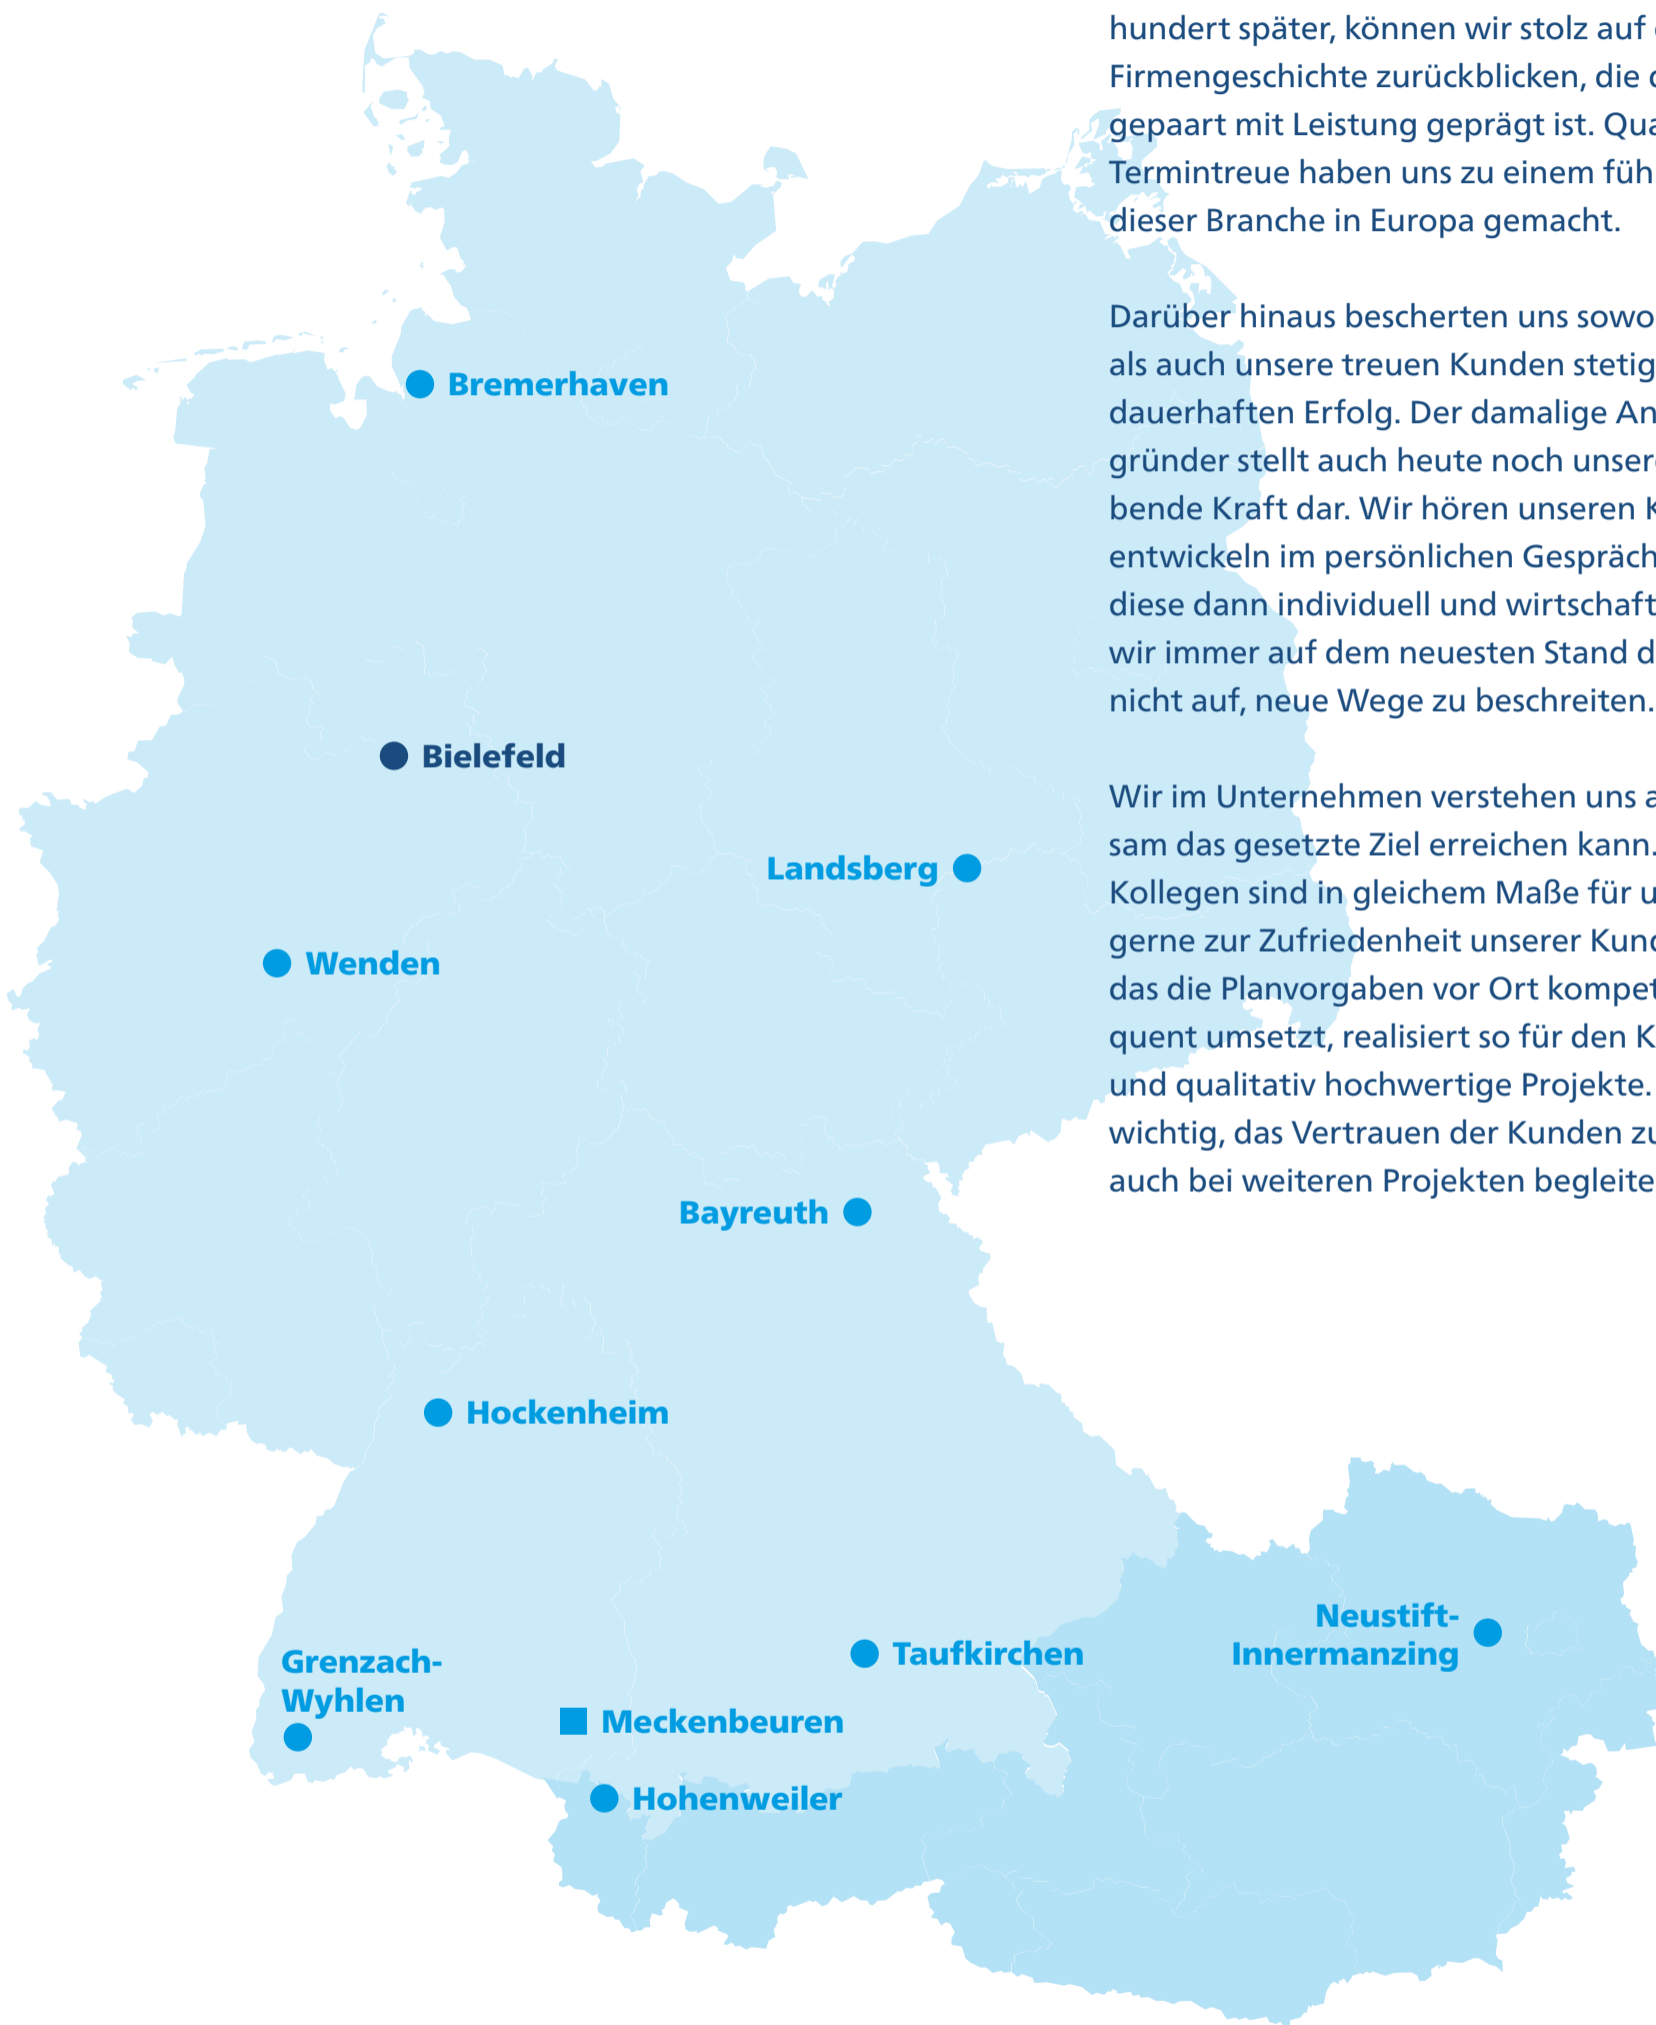 hundert später, können wir stolz auf
Firmengeschichte zurückblicken, die
gepaart mit Leistung geprägt ist.
Termintreue haben uns zu einem
dieser Branche in Europa gemacht.
Darüber hinaus bescherten uns
als auch unsere treuen Kunden
dauerhaften Erfolg. Der damalige
gründer stellt auch heute noch
bende Kraft dar. Wir hören unseren
entwickeln im persönlichen Gespräch
diese dann individuell und
wir immer auf dem neuesten Stand
nicht auf, neue Wege zu beschreiten.
Wir im Unternehmen verstehen uns
sam das gesetzte Ziel erreichen kann.
Kollegen sind in gleichem Maße für
gerne zur Zufriedenheit unserer
das die Planvorgaben vor Ort
quent umsetzt, realisiert so für den
und qualitativ hochwertige Projekte.
wichtig, das Vertrauen der Kunden
auch bei weiteren Projekten
Bremerhaven
Bielefeld
Landsberg
Wenden
Bayreuth
Hockenheim
Neustift-
Innermanzing
Taufkirchen
Grenzach-
Wyhlen
Meckenbeuren
Hohenweiler